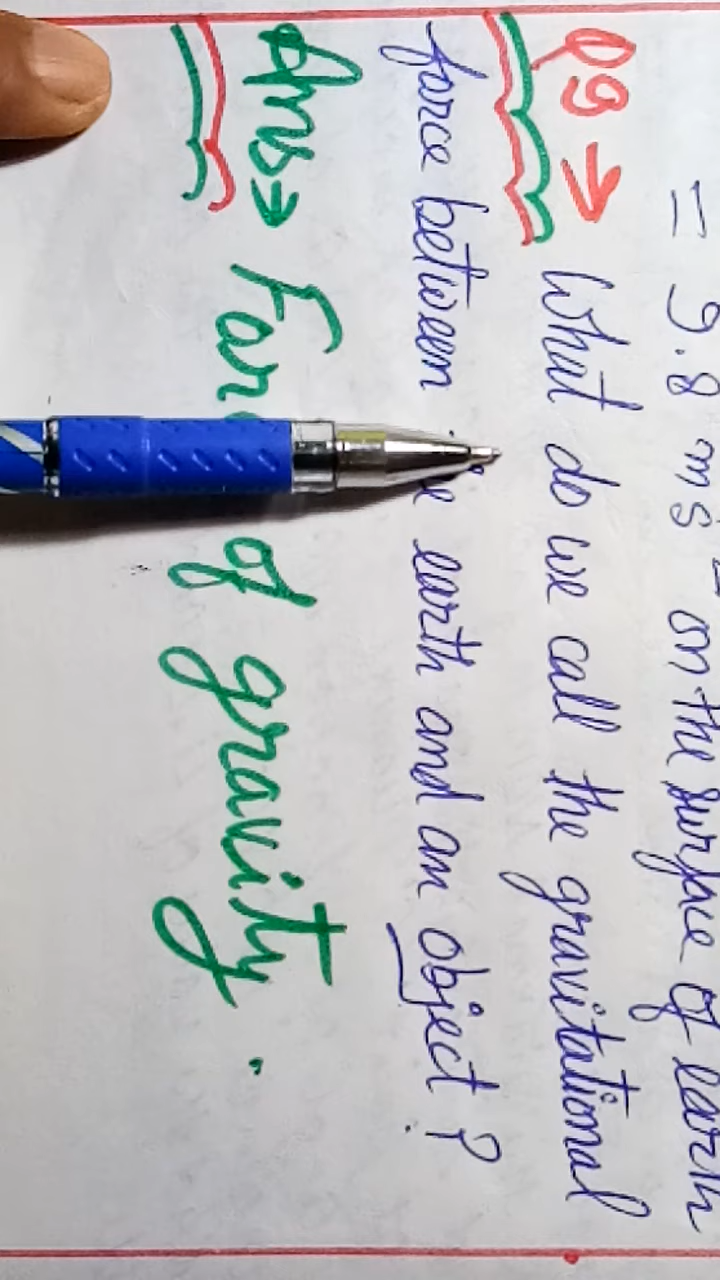 = 9.8 ms⁻² on the surface of earth
Q9 → What do we call the gravitational
force between the earth and an object?
Ans → Force of gravity.